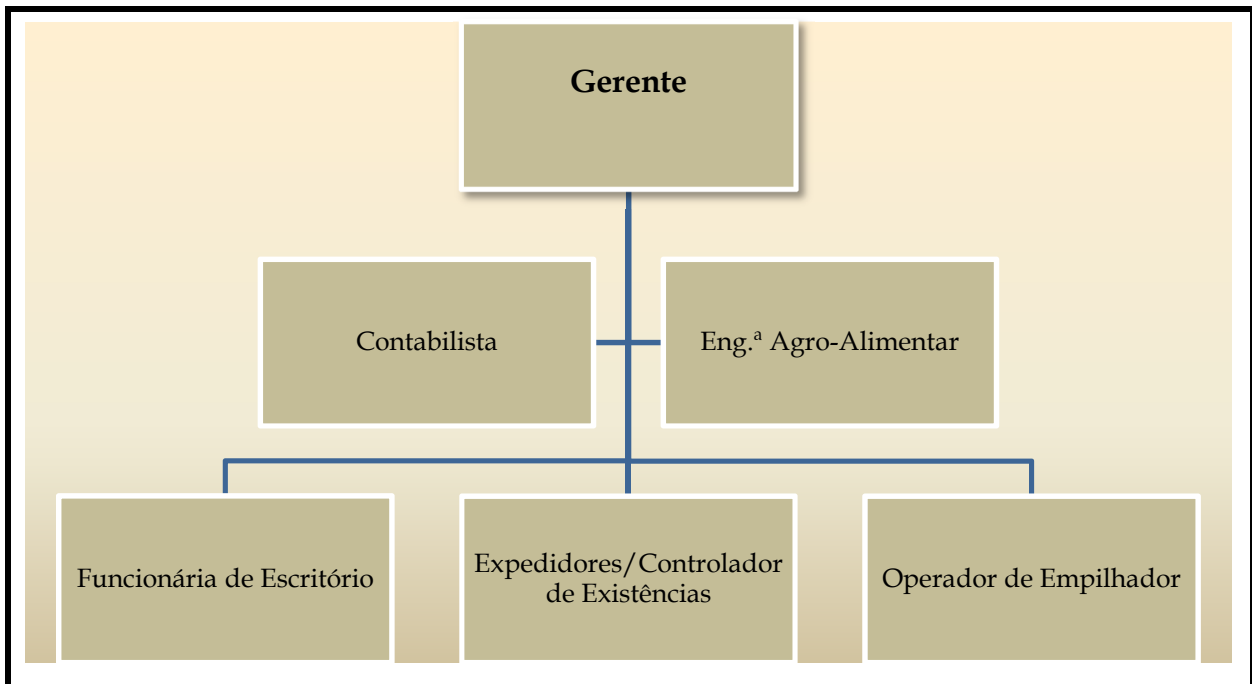 Gerente
Contabilista
Eng.ª Agro-Alimentar
Funcionária de Escritório
Expedidores/Controlador
de Existências
Operador de Empilhador